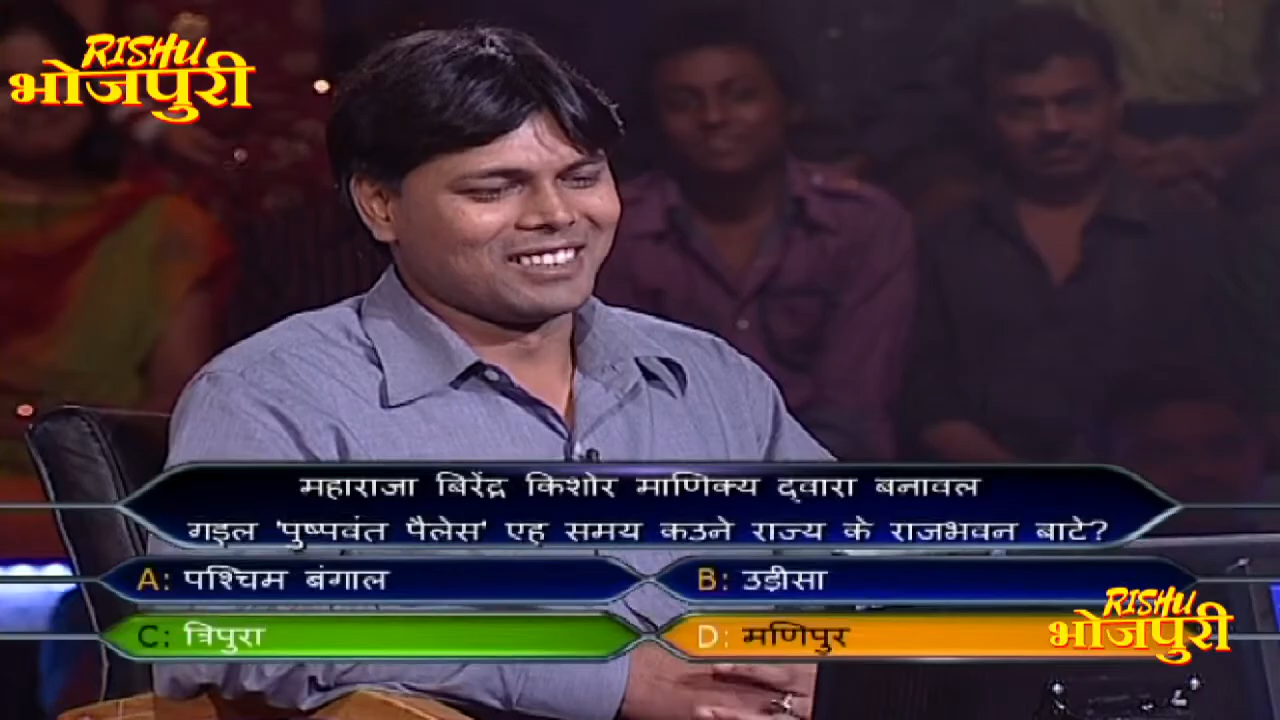 RISHU
भोजपुरी
महाराजा बिरेंद्र किशोर माणिक्य द्वारा बनावल
गइल 'पुष्पवंत पैलेस' एह समय कउने राज्य के राजभवन बाटे?
A: पश्चिम बंगाल
B: उड़ीसा
C: त्रिपुरा
D: मणिपुर
RISHU
भोजपुरी